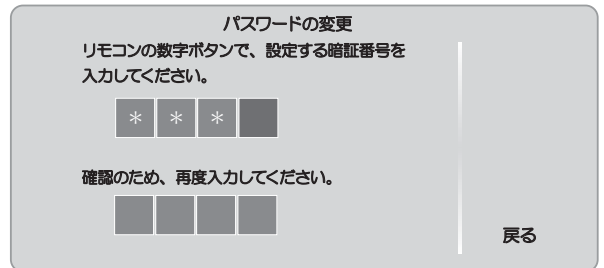 パスワードの変更
リモコンの数字ボタンで、設定する暗証番号を
入力してください。
***
確認のため、再度入力してください。
戻る